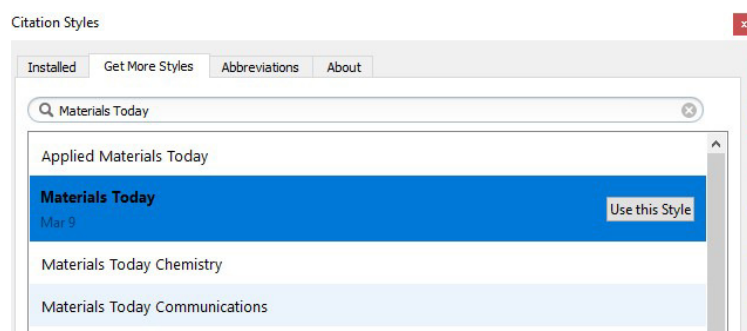 Citation Styles
Installed Get More Styles Abbreviations About
Materials Today
Applied Materials Today
Materials Today
Use this Style
Mar 9
Materials Today Chemistry
Materials Today Communications